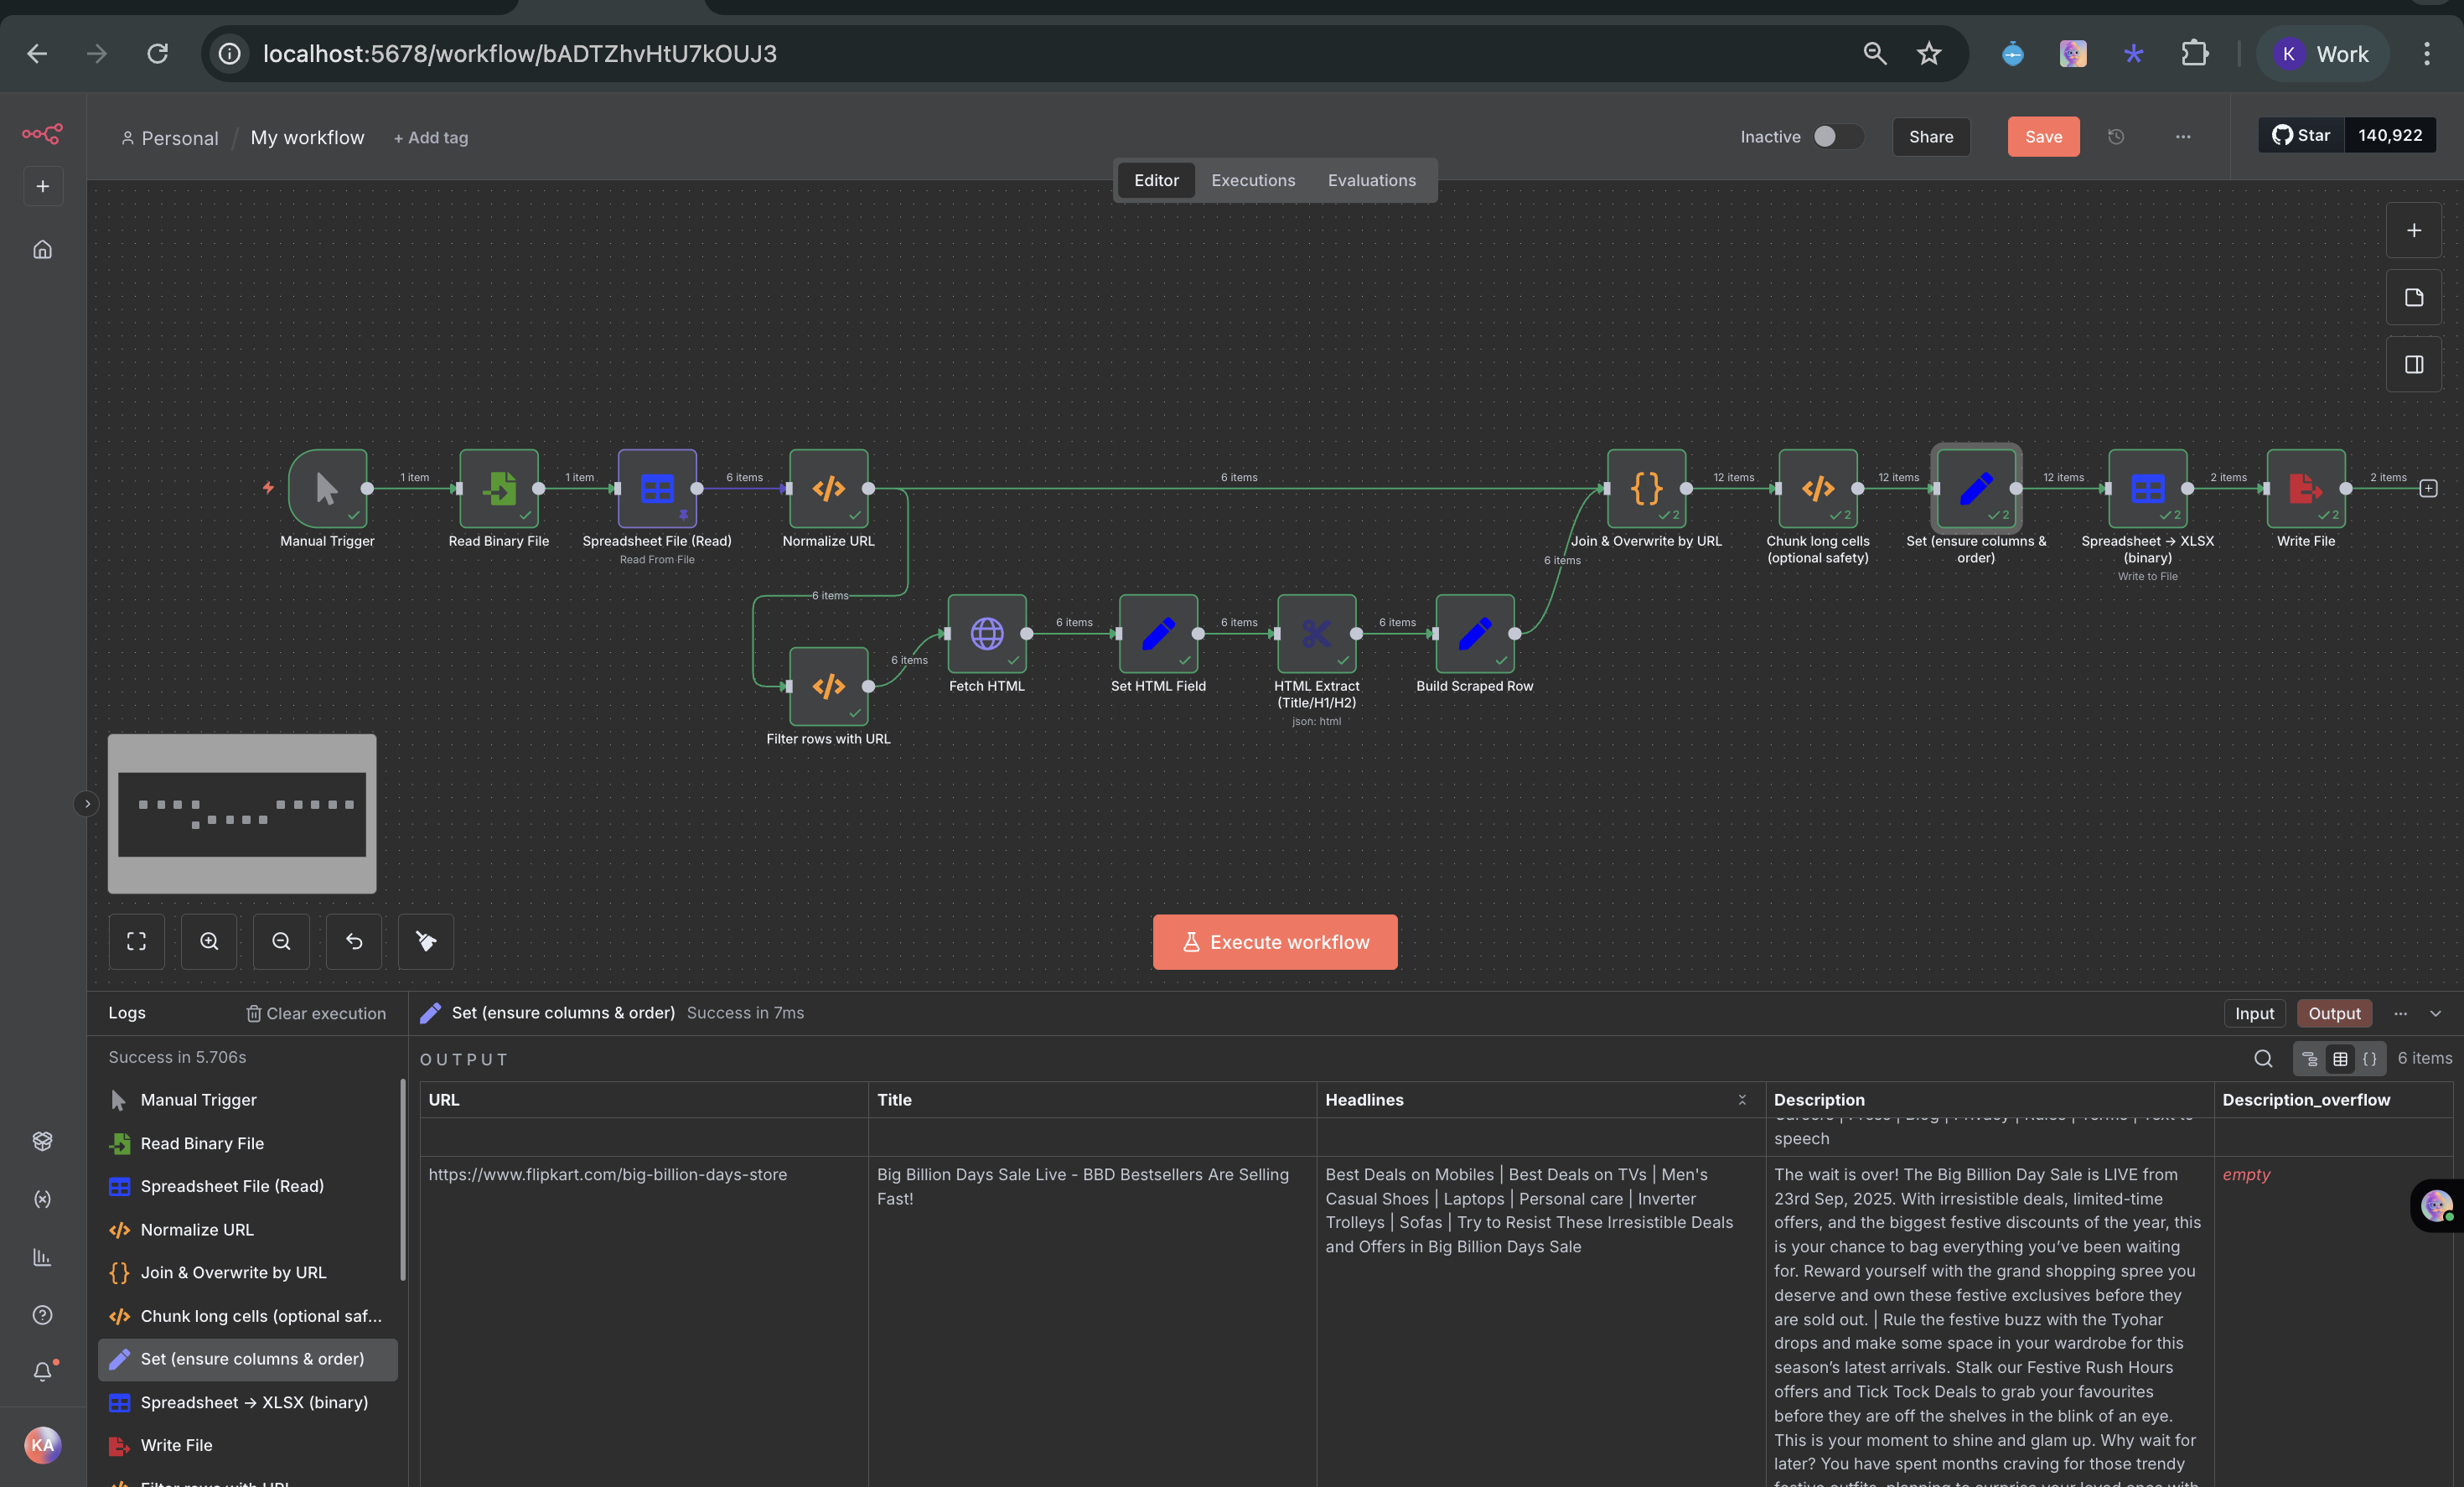 localhost:5678/workflow/bADTZhvHtU7kOUJ3
K
Work
Personal / My workflow
+ Add tag
Inactive
Share
Save
Star
140,922
Editor
Executions
Evaluations
1 item
1 item
6 items
6 items
12 items
12 items
12 items
2 items
2 items
2
2
2
2
2
Manual Trigger
Read Binary File
Spreadsheet File (Read)
Read From File
Normalize URL
Join & Overwrite by URL
Chunk long cells
(optional safety)
Set (ensure columns &
order)
Spreadsheet → XLSX
(binary)
Write to File
Write File
6 items
6 items
6 items
6 items
6 items
6 items
Fetch HTML
Set HTML Field
HTML Extract
(Title/H1/H2)
json: html
Build Scraped Row
Filter rows with URL
Execute workflow
Logs
Clear execution
Set (ensure columns & order)
Success in 7ms
Input
Output
Success in 5.706s
Manual Trigger
Read Binary File
Spreadsheet File (Read)
Normalize URL
Join & Overwrite by URL
Chunk long cells (optional saf...
Set (ensure columns & order)
Spreadsheet → XLSX (binary)
Write File
KA
OUTPUT
6 items
URL
Title
Headlines
Description
Description_overflow
speech
https://www.flipkart.com/big-billion-days-store
Big Billion Days Sale Live - BBD Bestsellers Are Selling
Fast!
Best Deals on Mobiles | Best Deals on TVs | Men's
Casual Shoes | Laptops | Personal care | Inverter
Trolleys | Sofas | Try to Resist These Irresistible Deals
and Offers in Big Billion Days Sale
The wait is over! The Big Billion Day Sale is LIVE from
23rd Sep, 2025. With irresistible deals, limited-time
offers, and the biggest festive discounts of the year, this
is your chance to bag everything you’ve been waiting
for. Reward yourself with the grand shopping spree you
deserve and own these festive exclusives before they
are sold out. | Rule the festive buzz with the Tyohar
drops and make some space in your wardrobe for this
season’s latest arrivals. Stalk our Festive Rush Hours
offers and Tick Tock Deals to grab your favourites
before they are off the shelves in the blink of an eye.
This is your moment to shine and glam up. Why wait for
later? You have spent months craving for those trendy
empty